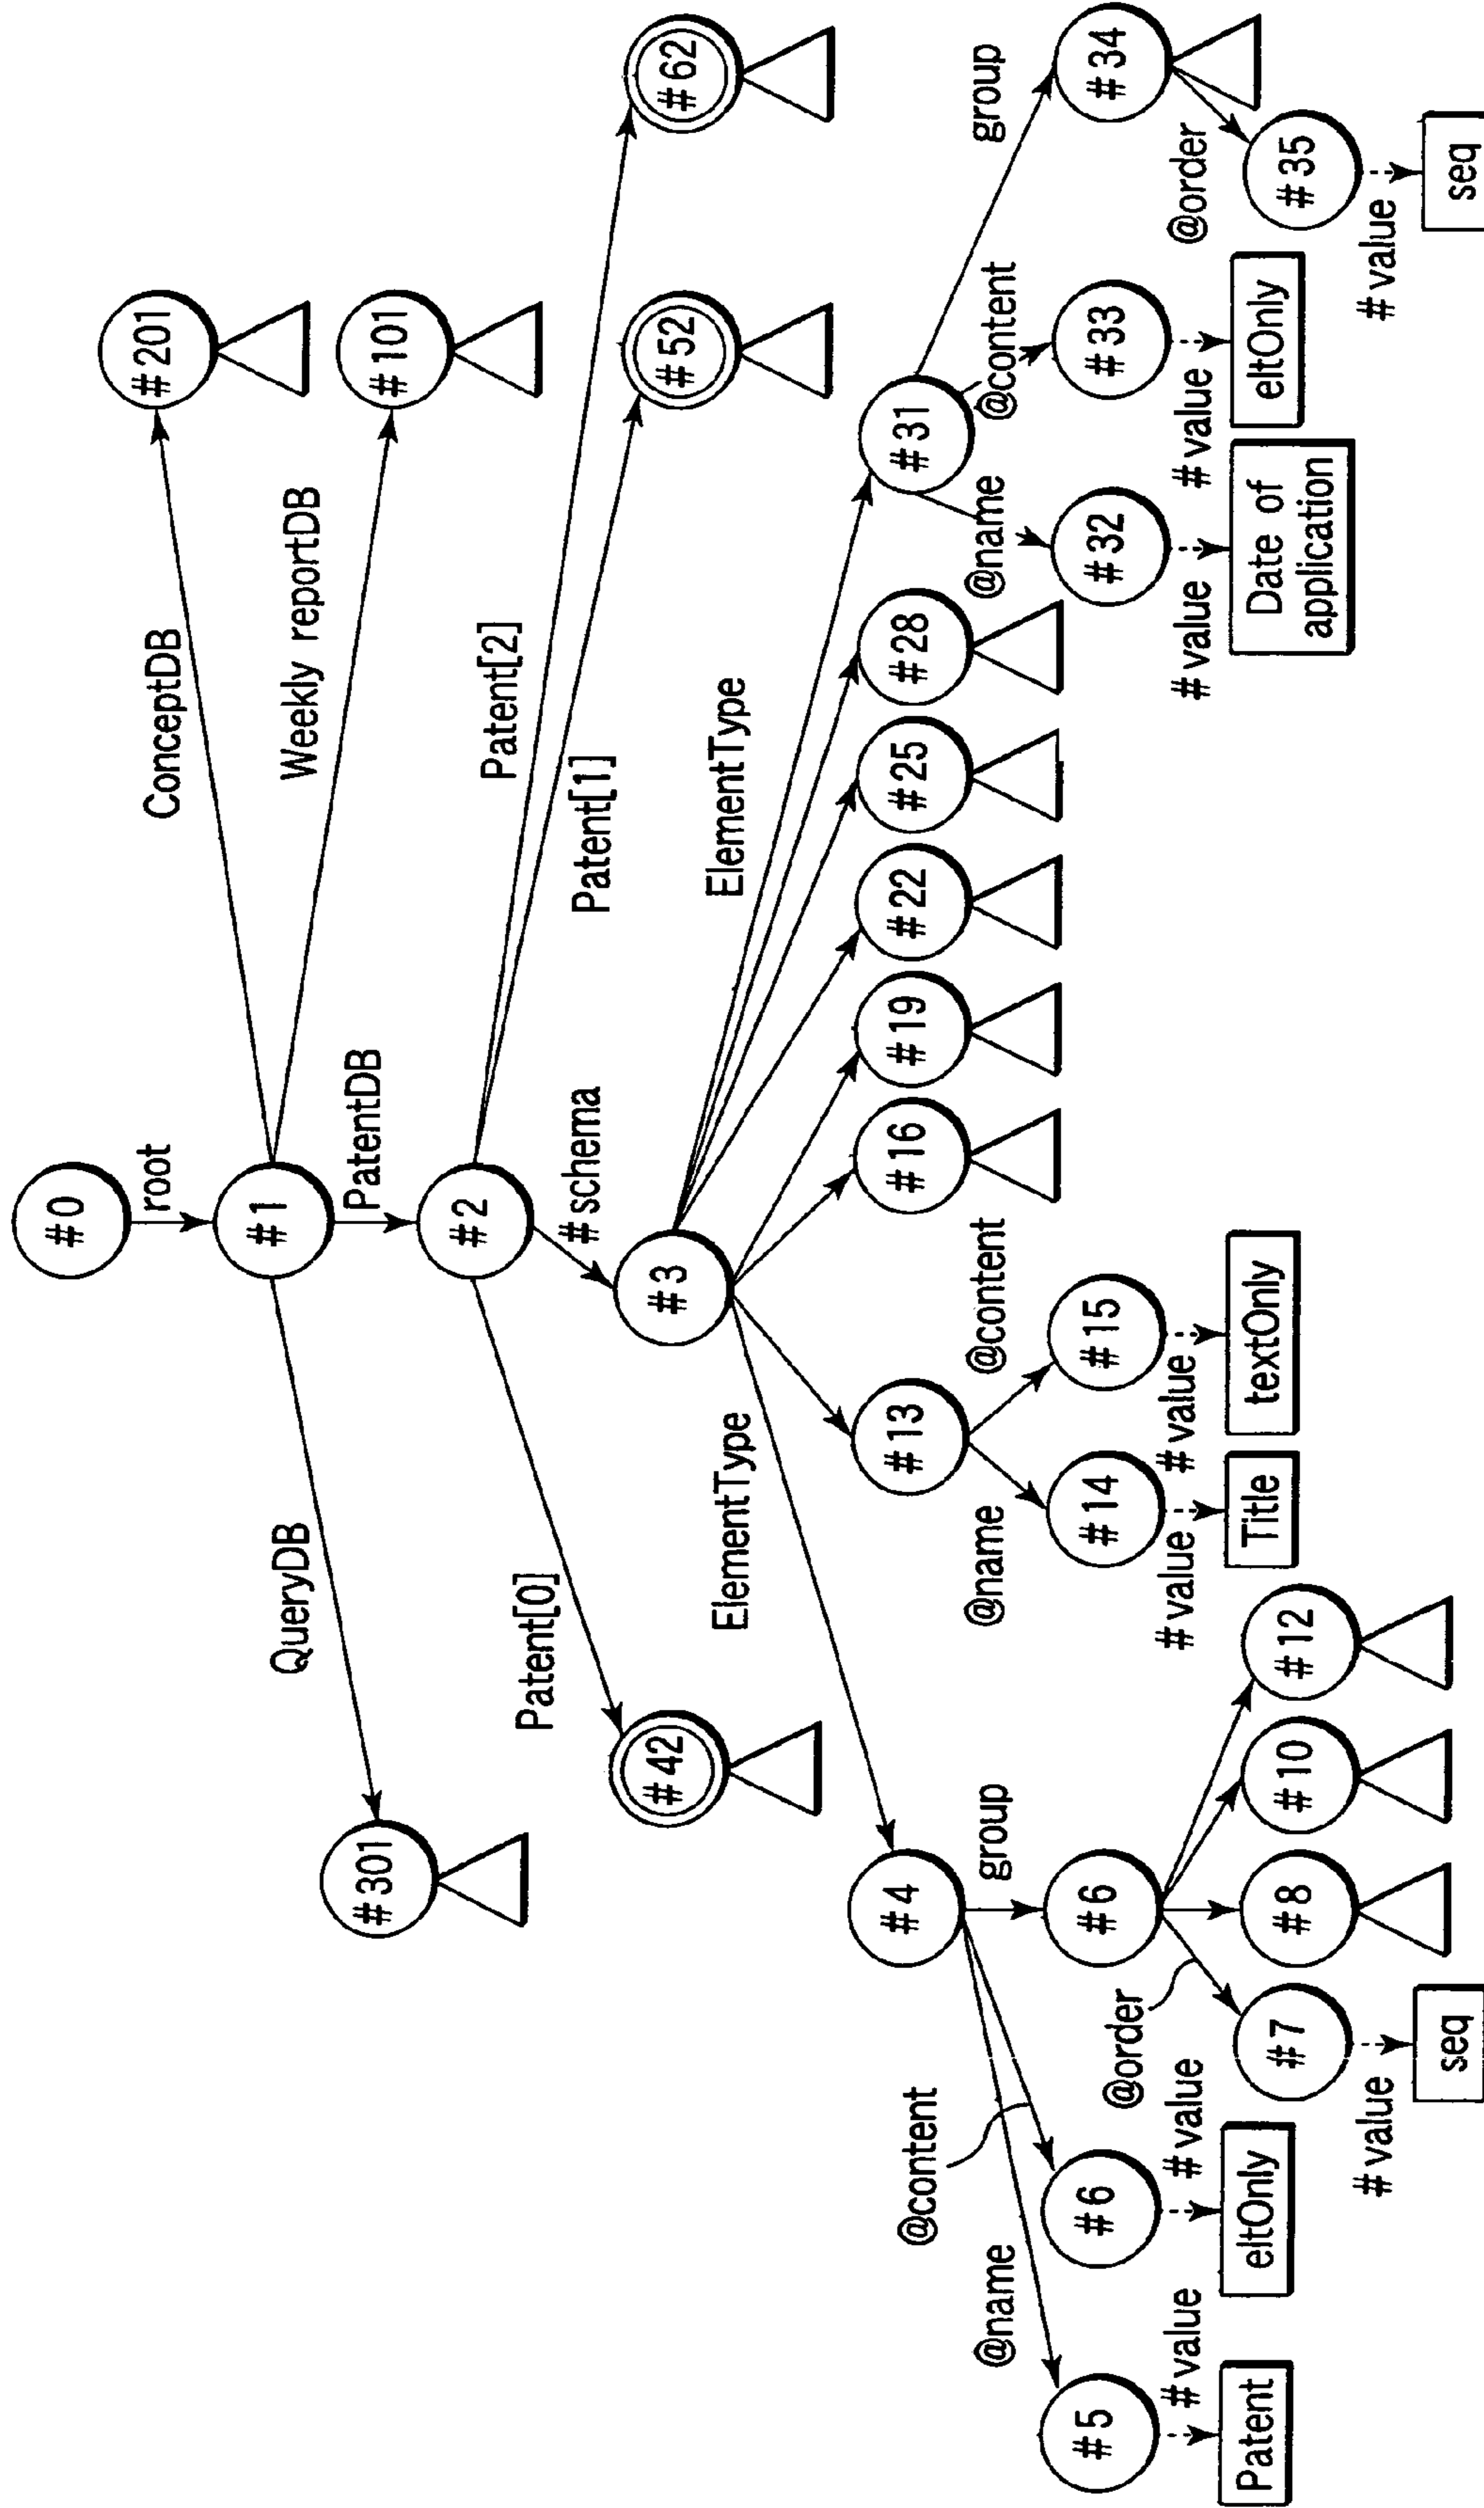 #0
root
#1
QueryDB
PatentDB
Weekly reportDB
ConceptDB
#301
#2
#101
#201
Patent[0]
#schema
Patent[1]
Patent[2]
#42
#3
#52
#62
ElementType
ElementType
#4
#13
#16
#19
#22
#25
#28
#31
@name
@content
group
@name
@content
@name
@content
group
#5
#6
#6
#14
#15
#32
#33
#34
#value
#value
@order
#value
#value
#value
#value
@order
Patent
eltOnly
#7
#8
#10
#12
Title
textOnly
Date of
application
eltOnly
#35
#value
#value
seq
seq